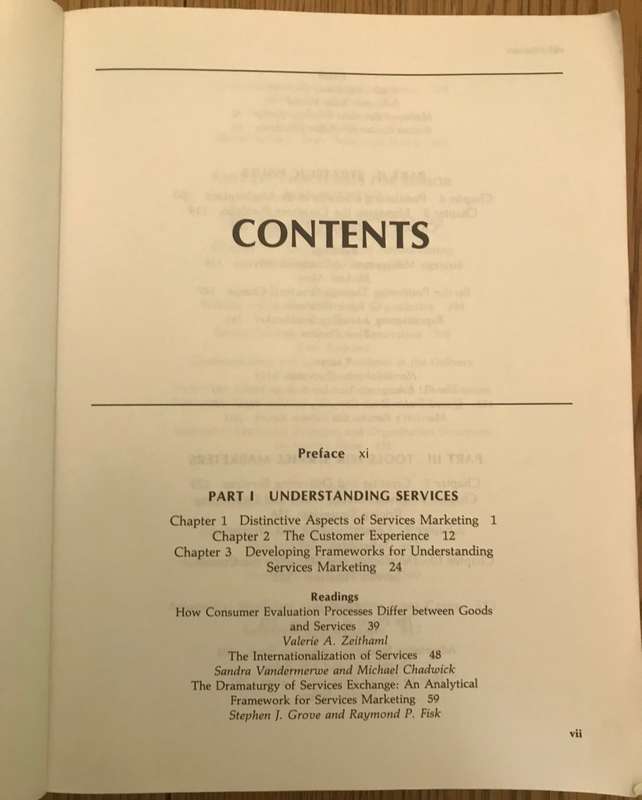 CONTENTS
Preface xi
PART I UNDERSTANDING SERVICES
Chapter 1 Distinctive Aspects of Services Marketing 1
Chapter 2 The Customer Experience 12
Chapter 3 Developing Frameworks for Understanding
Services Marketing 24
Readings
How Consumer Evaluation Processes Differ between Goods
and Services 39
Valerie A. Zeithaml
The Internationalization of Services 48
Sandra Vandermerwe and Michael Chadwick
The Dramaturgy of Services Exchange: An Analytical
Framework for Services Marketing 59
Stephen J. Grove and Raymond P. Fisk
vii